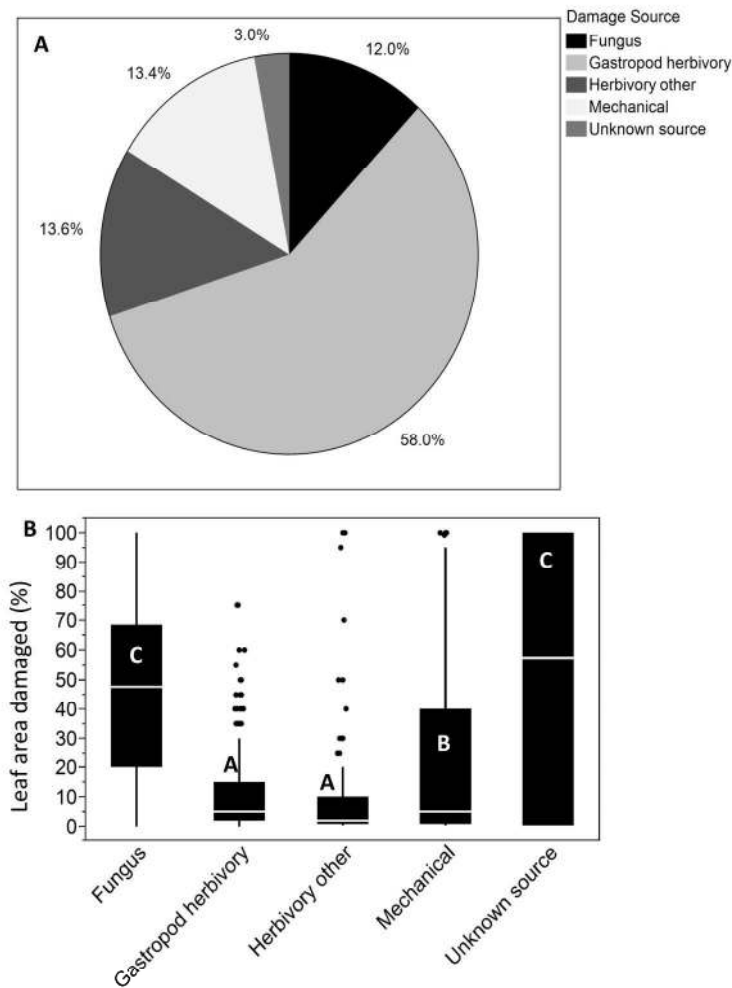 A
3.0%
12.0%
13.4%
13.6%
58.0%
Damage Source
Fungus
Gastropod herbivory
Herbivory other
Mechanical
Unknown source
B
Leaf area damaged (%)
100
90
80
70
60
50
40
30
20
10
0
C
A
A
B
C
Fungus
Gastropod herbivory
Herbivory other
Mechanical
Unknown source